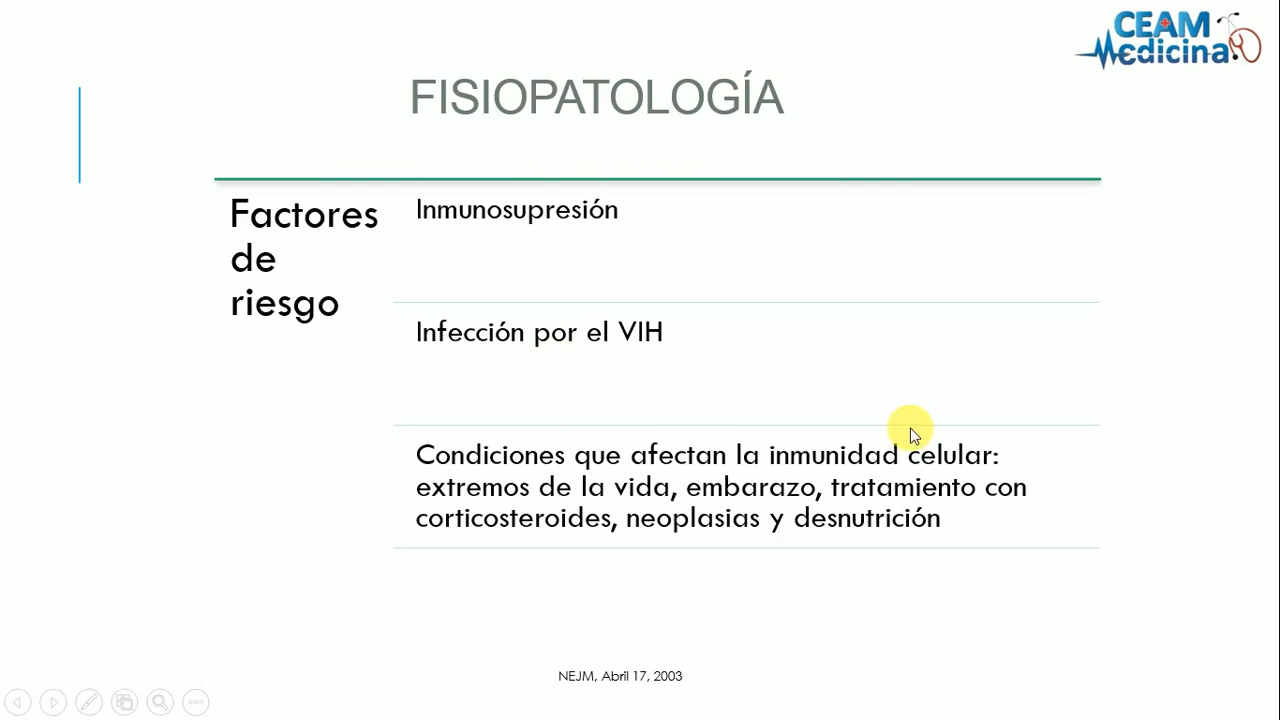 CEAM
Medicina
FISIOPATOLOGÍA
Factores
de
riesgo
Inmunosupresión
Infección por el VIH
Condiciones que afectan la inmunidad celular:
extremos de la vida, embarazo, tratamiento con
corticosteroides, neoplasias y desnutrición
NEJM, Abril 17, 2003